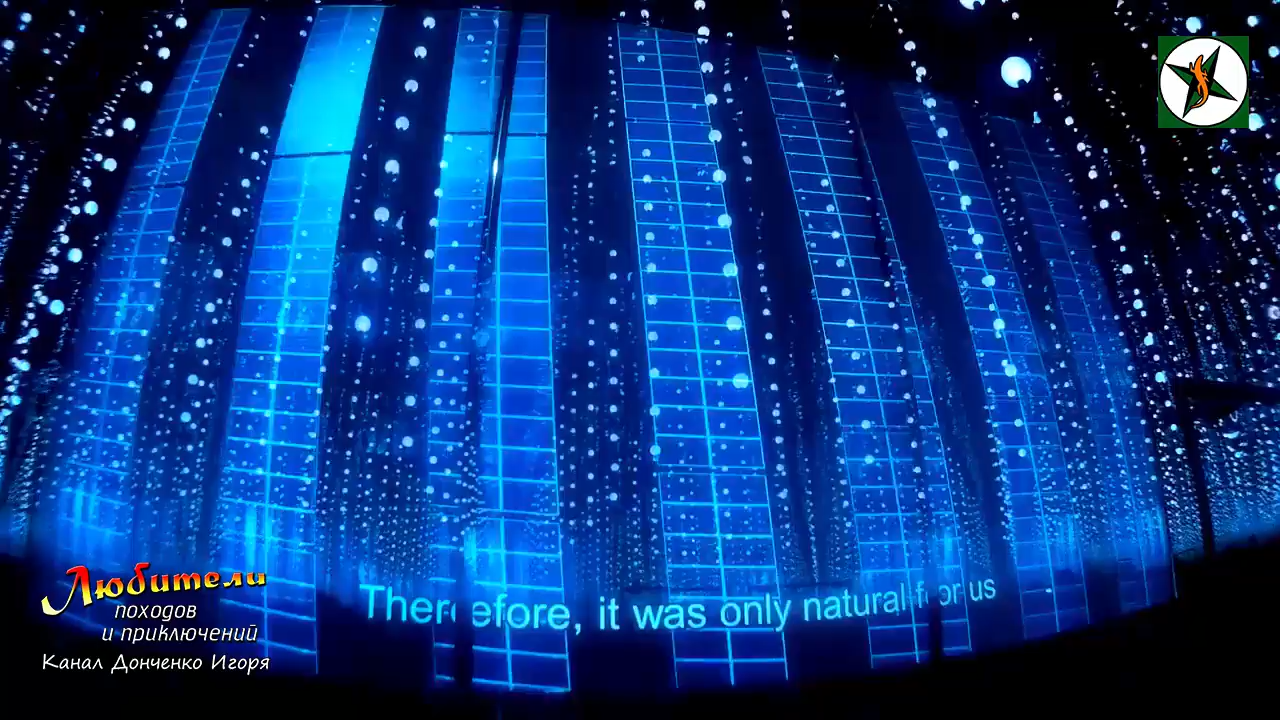 Therefore, it was only natural for us
Любители
походов
и приключений
Канал Донченко Игоря